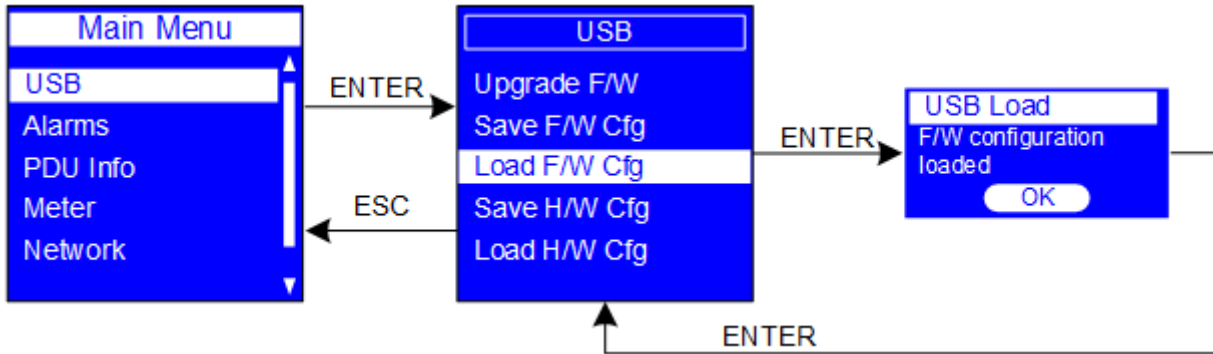 Main Menu
USB
Alarms
PDU Info
Meter
Network
ENTER
ESC
USB
Upgrade F/W
Save F/W Cfg
Load F/W Cfg
Save H/W Cfg
Load H/W Cfg
ENTER
USB Load
F/W configuration
loaded
OK
ENTER